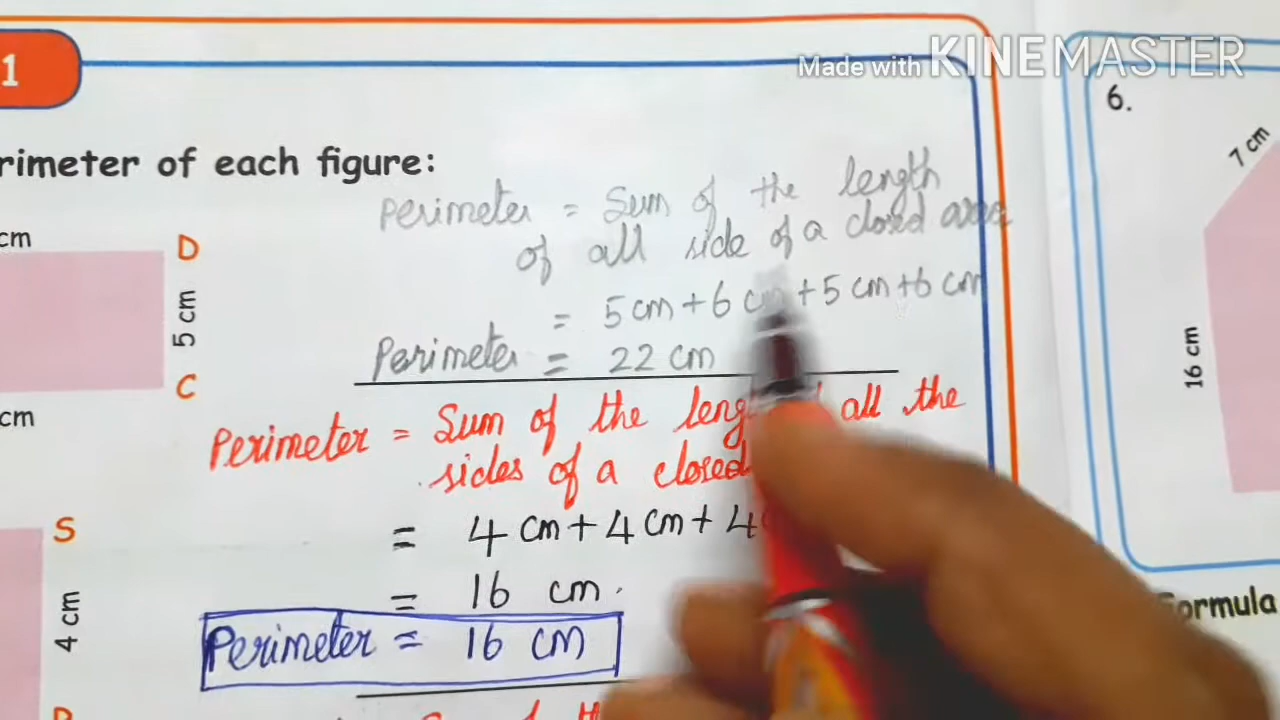 Made with KINEMASTER
1
6.
rimeter of each figure:
7 cm
Perimeter = Sum of the length
of all side of a closed area
cm
D
5 cm
= 5 cm + 6 cm + 5 cm + 6 cm
Perimeter = 22 cm
C
16 cm
cm
Perimeter = Sum of the all the
sides of a closed
S
= 4 cm + 4 cm + 4
= 16 cm.
4 cm
Formula
Perimeter = 16 cm